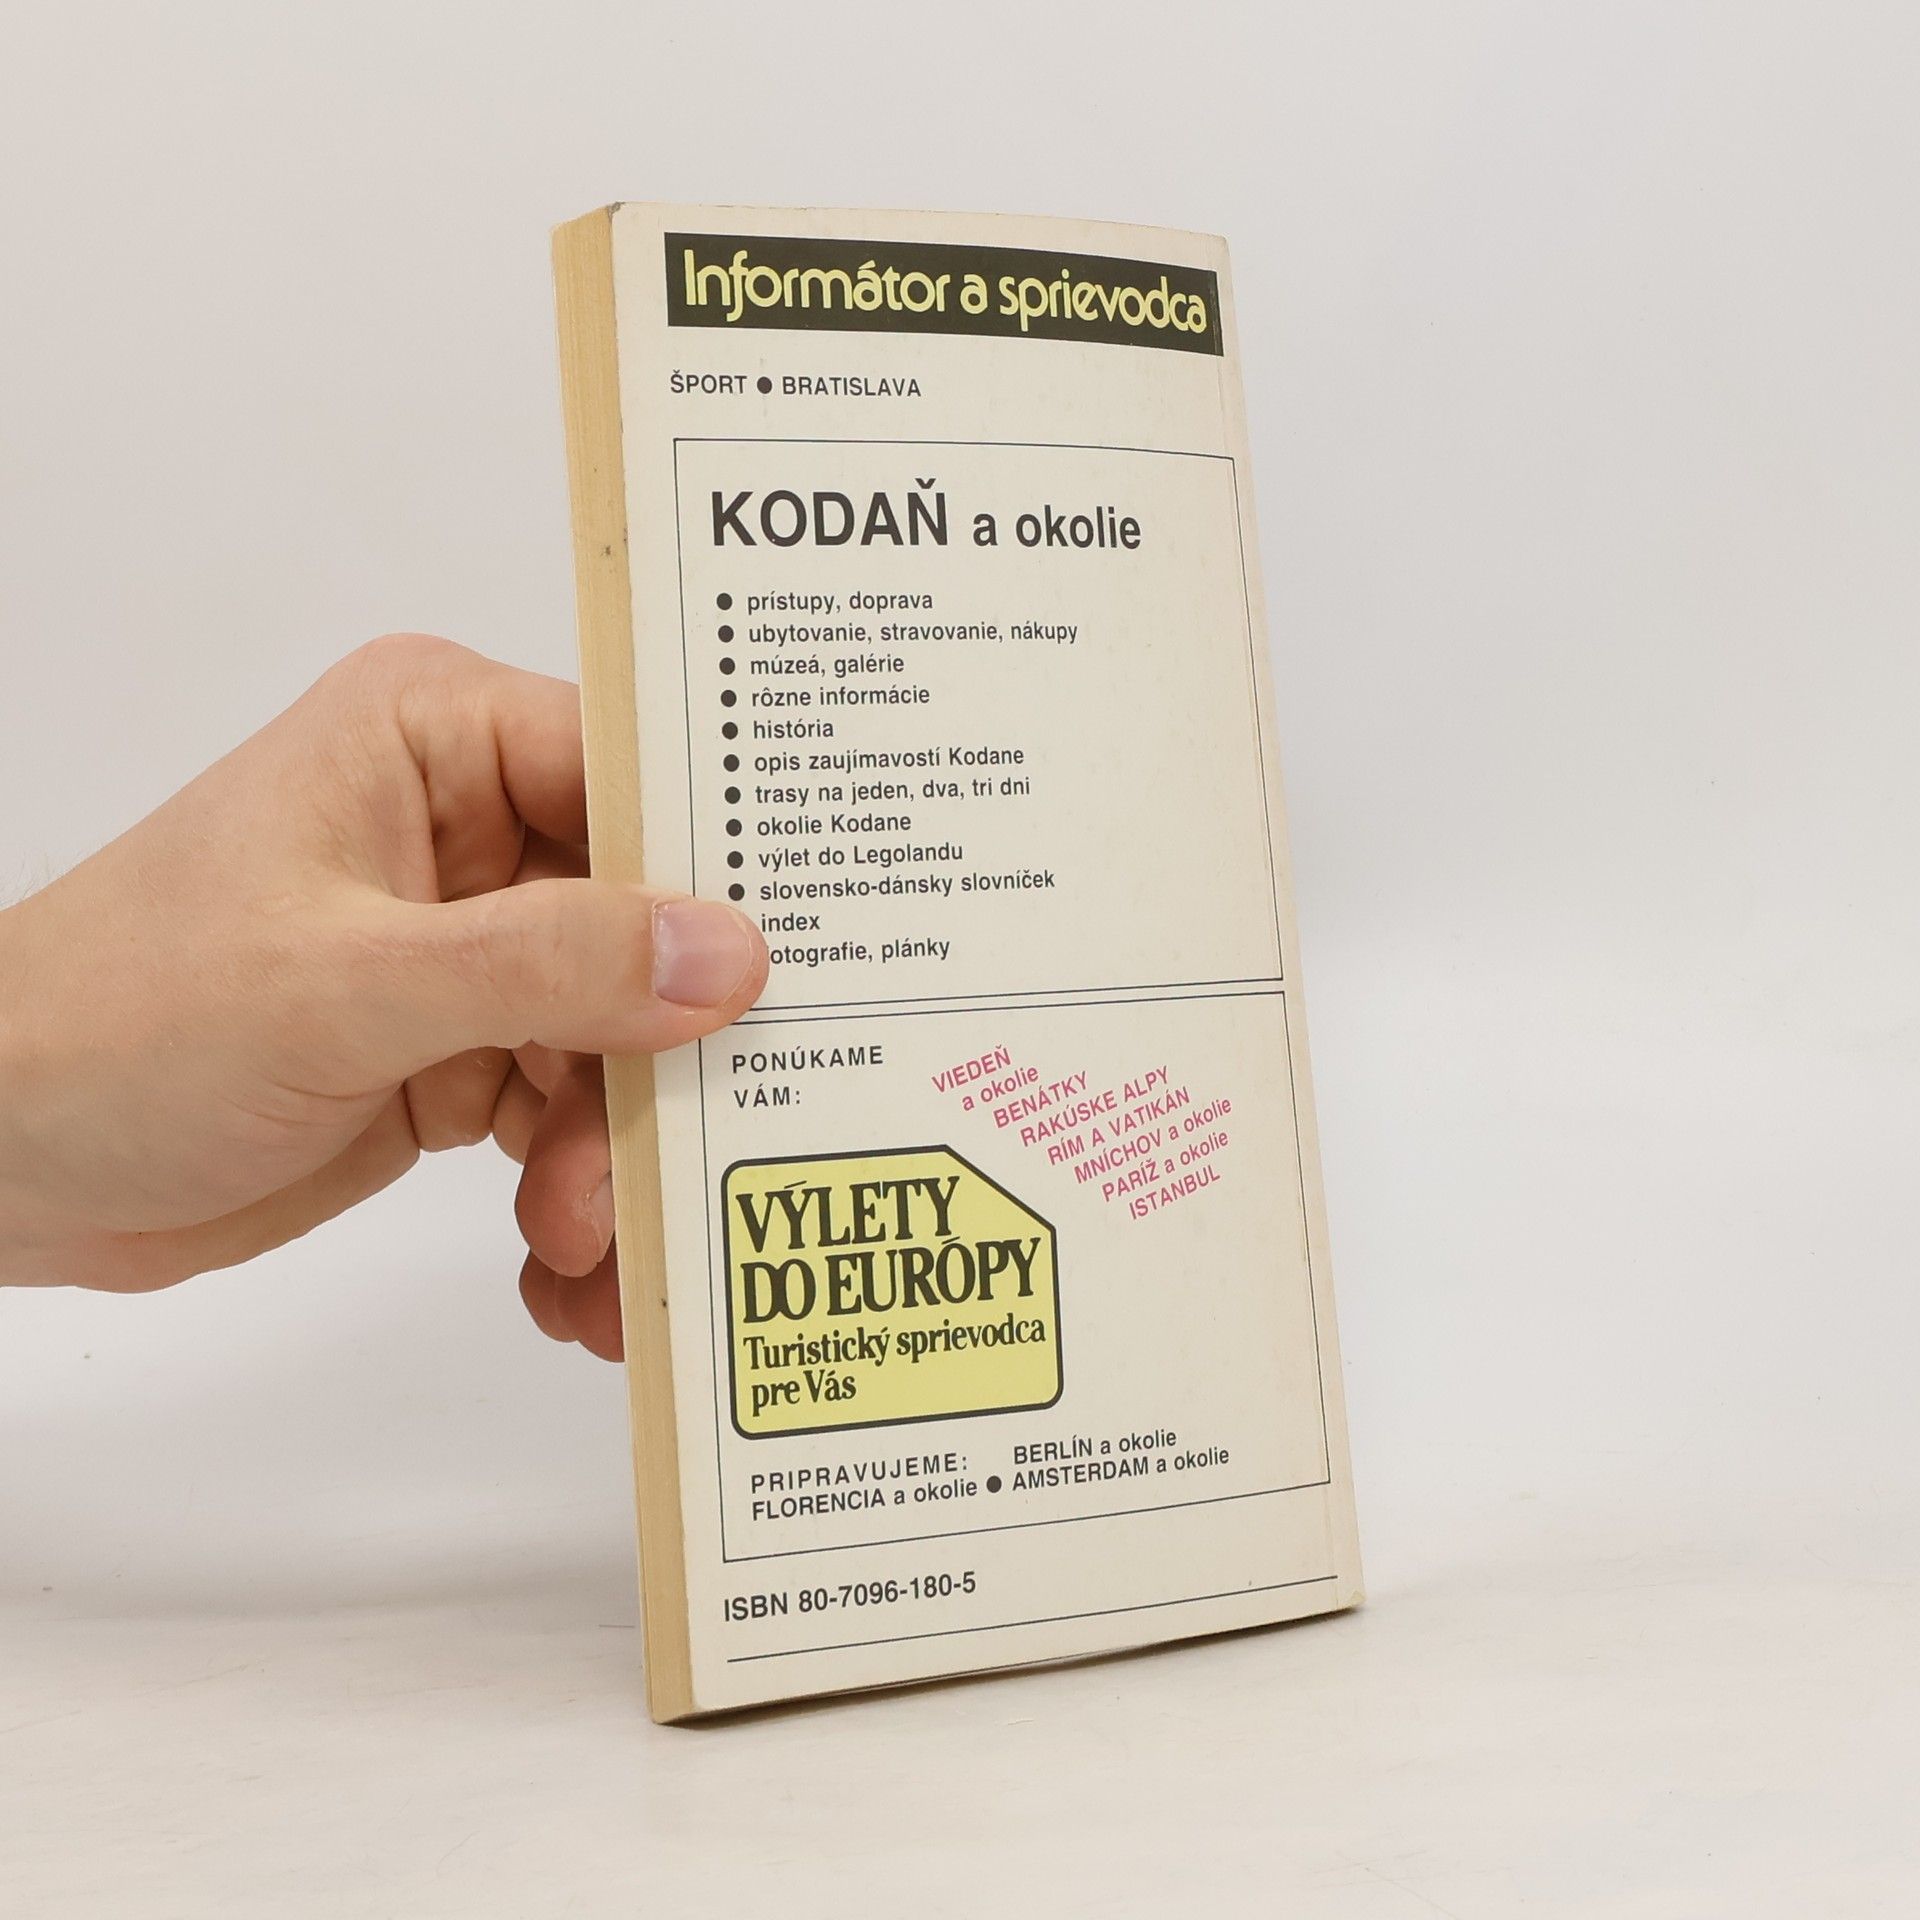 Informátor a sprievodca
ŠPORT ● BRATISLAVA
KODAŇ a okolie
● prístupy, doprava
● ubytovanie, stravovanie, nákupy
● múzeá, galérie
● rôzne informácie
● história
● opis zaujímavostí Kodane
● trasy na jeden, dva, tri dni
● okolie Kodane
● výlet do Legolandu
● slovensko-dánsky slovníček
index
otografie, plánky
PONÚKAME
VÁM:
VIEDEŇ
a okolie
BENÁTKY
RAKÚSKE ALPY
RÍM A VATIKÁN
MNÍCHOV a okolie
PARÍŽ a okolie
ISTANBUL
VÝLETY
DO EURÓPY
Turistický sprievodca
pre Vás
PRIPRAVUJEME: BERLÍN a okolie
FLORENCIA a okolie ● AMSTERDAM a okolie
ISBN 80-7096-180-5